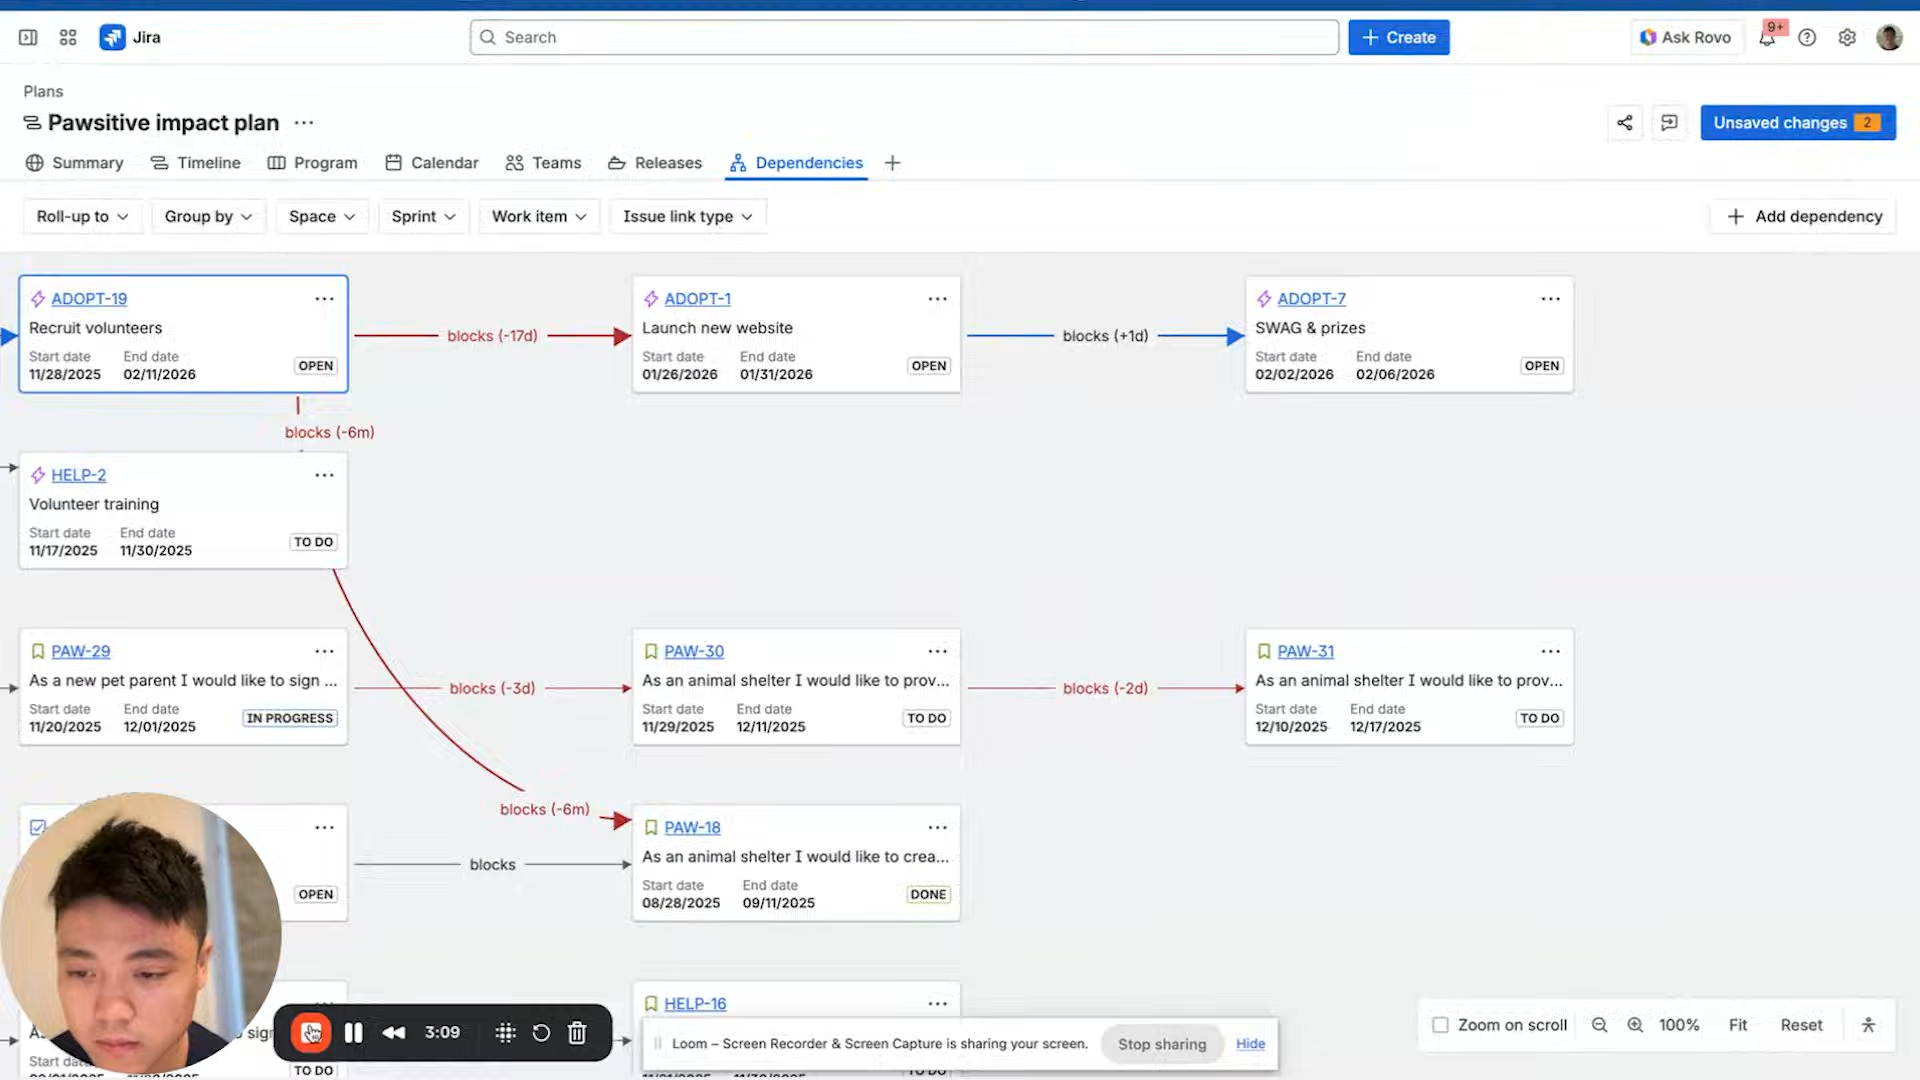 Jira
Search
+ Create
Ask Rovo
9+
Plans
Pawsitive impact plan
Unsaved changes 2
Summary
Timeline
Program
Calendar
Teams
Releases
Dependencies
Roll-up to
Group by
Space
Sprint
Work item
Issue link type
+ Add dependency
ADOPT-19
Recruit volunteers
Start date End date
11/28/2025 02/11/2026
OPEN
blocks (-17d)
ADOPT-1
Launch new website
Start date End date
01/26/2026 01/31/2026
OPEN
blocks (+1d)
ADOPT-7
SWAG & prizes
Start date End date
02/02/2026 02/06/2026
OPEN
blocks (-6m)
HELP-2
Volunteer training
Start date End date
11/17/2025 11/30/2025
TO DO
PAW-29
As a new pet parent I would like to sign ...
Start date End date
11/20/2025 12/01/2025
IN PROGRESS
blocks (-3d)
PAW-30
As an animal shelter I would like to prov...
Start date End date
11/29/2025 12/11/2025
TO DO
blocks (-2d)
PAW-31
As an animal shelter I would like to prov...
Start date End date
12/10/2025 12/17/2025
TO DO
blocks (-6m)
OPEN
blocks
PAW-18
As an animal shelter I would like to crea...
Start date End date
08/28/2025 09/11/2025
DONE
Start date
TO DO
HELP-16
3:09
Loom – Screen Recorder & Screen Capture is sharing your screen.
Stop sharing
Hide
Zoom on scroll
100%
Fit
Reset